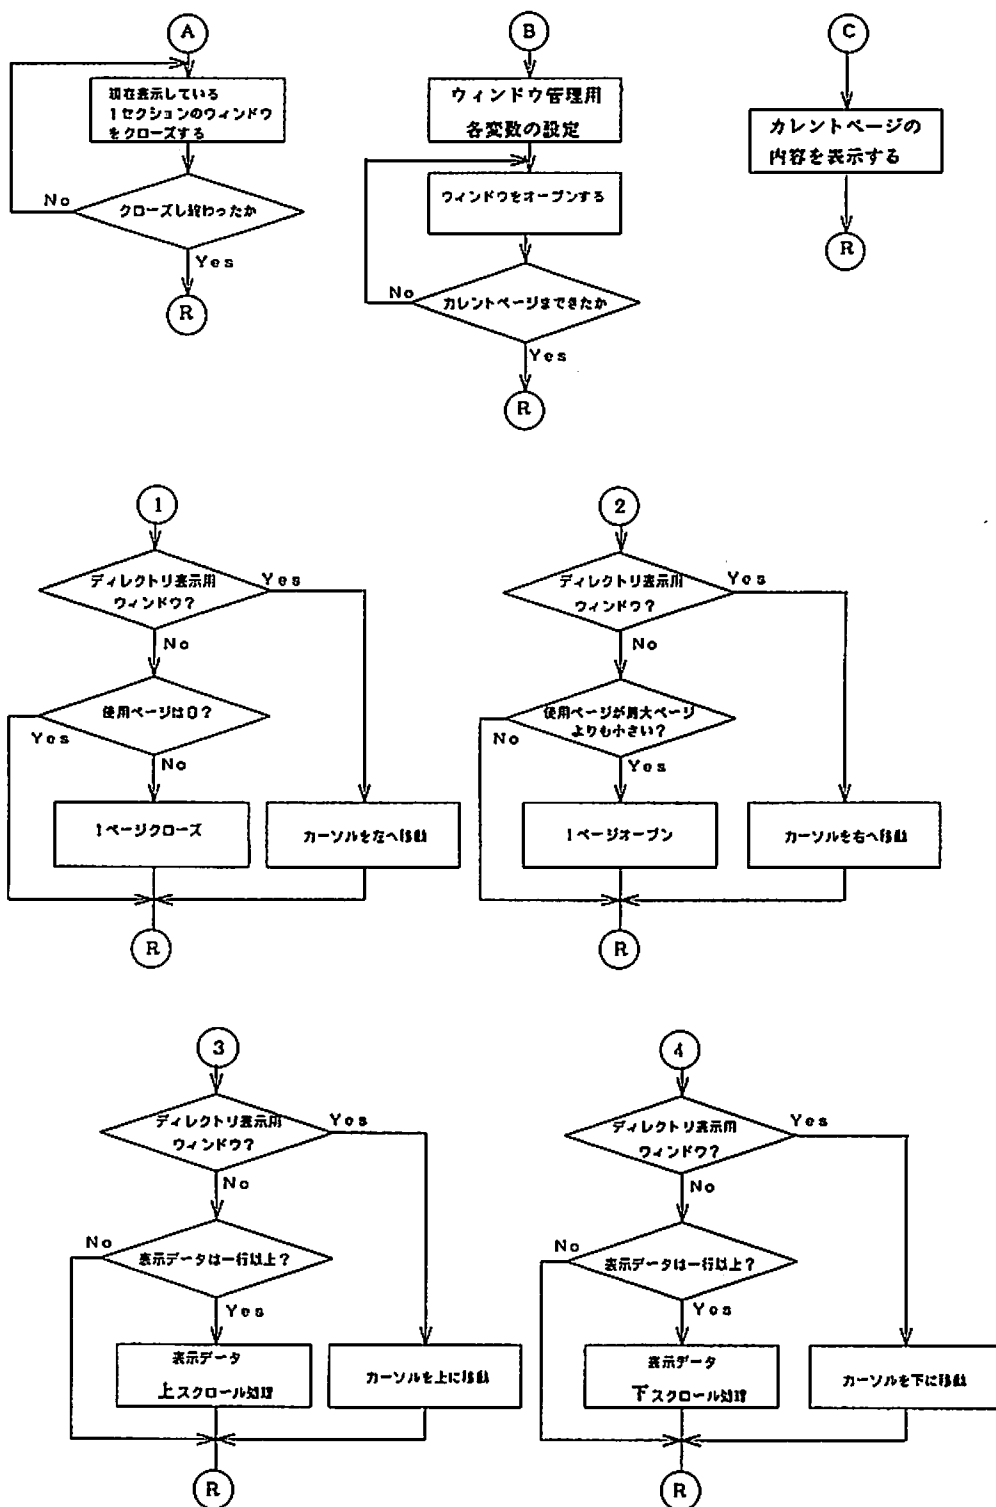 A
現在表示している
1セクションのウィンドウ
をクローズする
No
クローズし終わったか
Yes
R
B
ウィンドウ管理用
各変数の設定
ウィンドウをオープンする
No
カレントページまできたか
Yes
R
C
カレントページの
内容を表示する
R
1
ディレクトリ表示用
ウィンドウ?
Yes
No
使用ページは0?
Yes
No
1ページクローズ
カーソルを左へ移動
R
2
ディレクトリ表示用
ウィンドウ?
Yes
No
使用ページが最大ページ
よりも小さい?
No
Yes
1ページオープン
カーソルを右へ移動
R
3
ディレクトリ表示用
ウィンドウ?
Yes
No
No
表示データは一行以上?
Yes
表示データ
上スクロール処理
カーソルを上に移動
R
4
ディレクトリ表示用
ウィンドウ?
Yes
No
No
表示データは一行以上?
Yes
表示データ
下スクロール処理
カーソルを下に移動
R